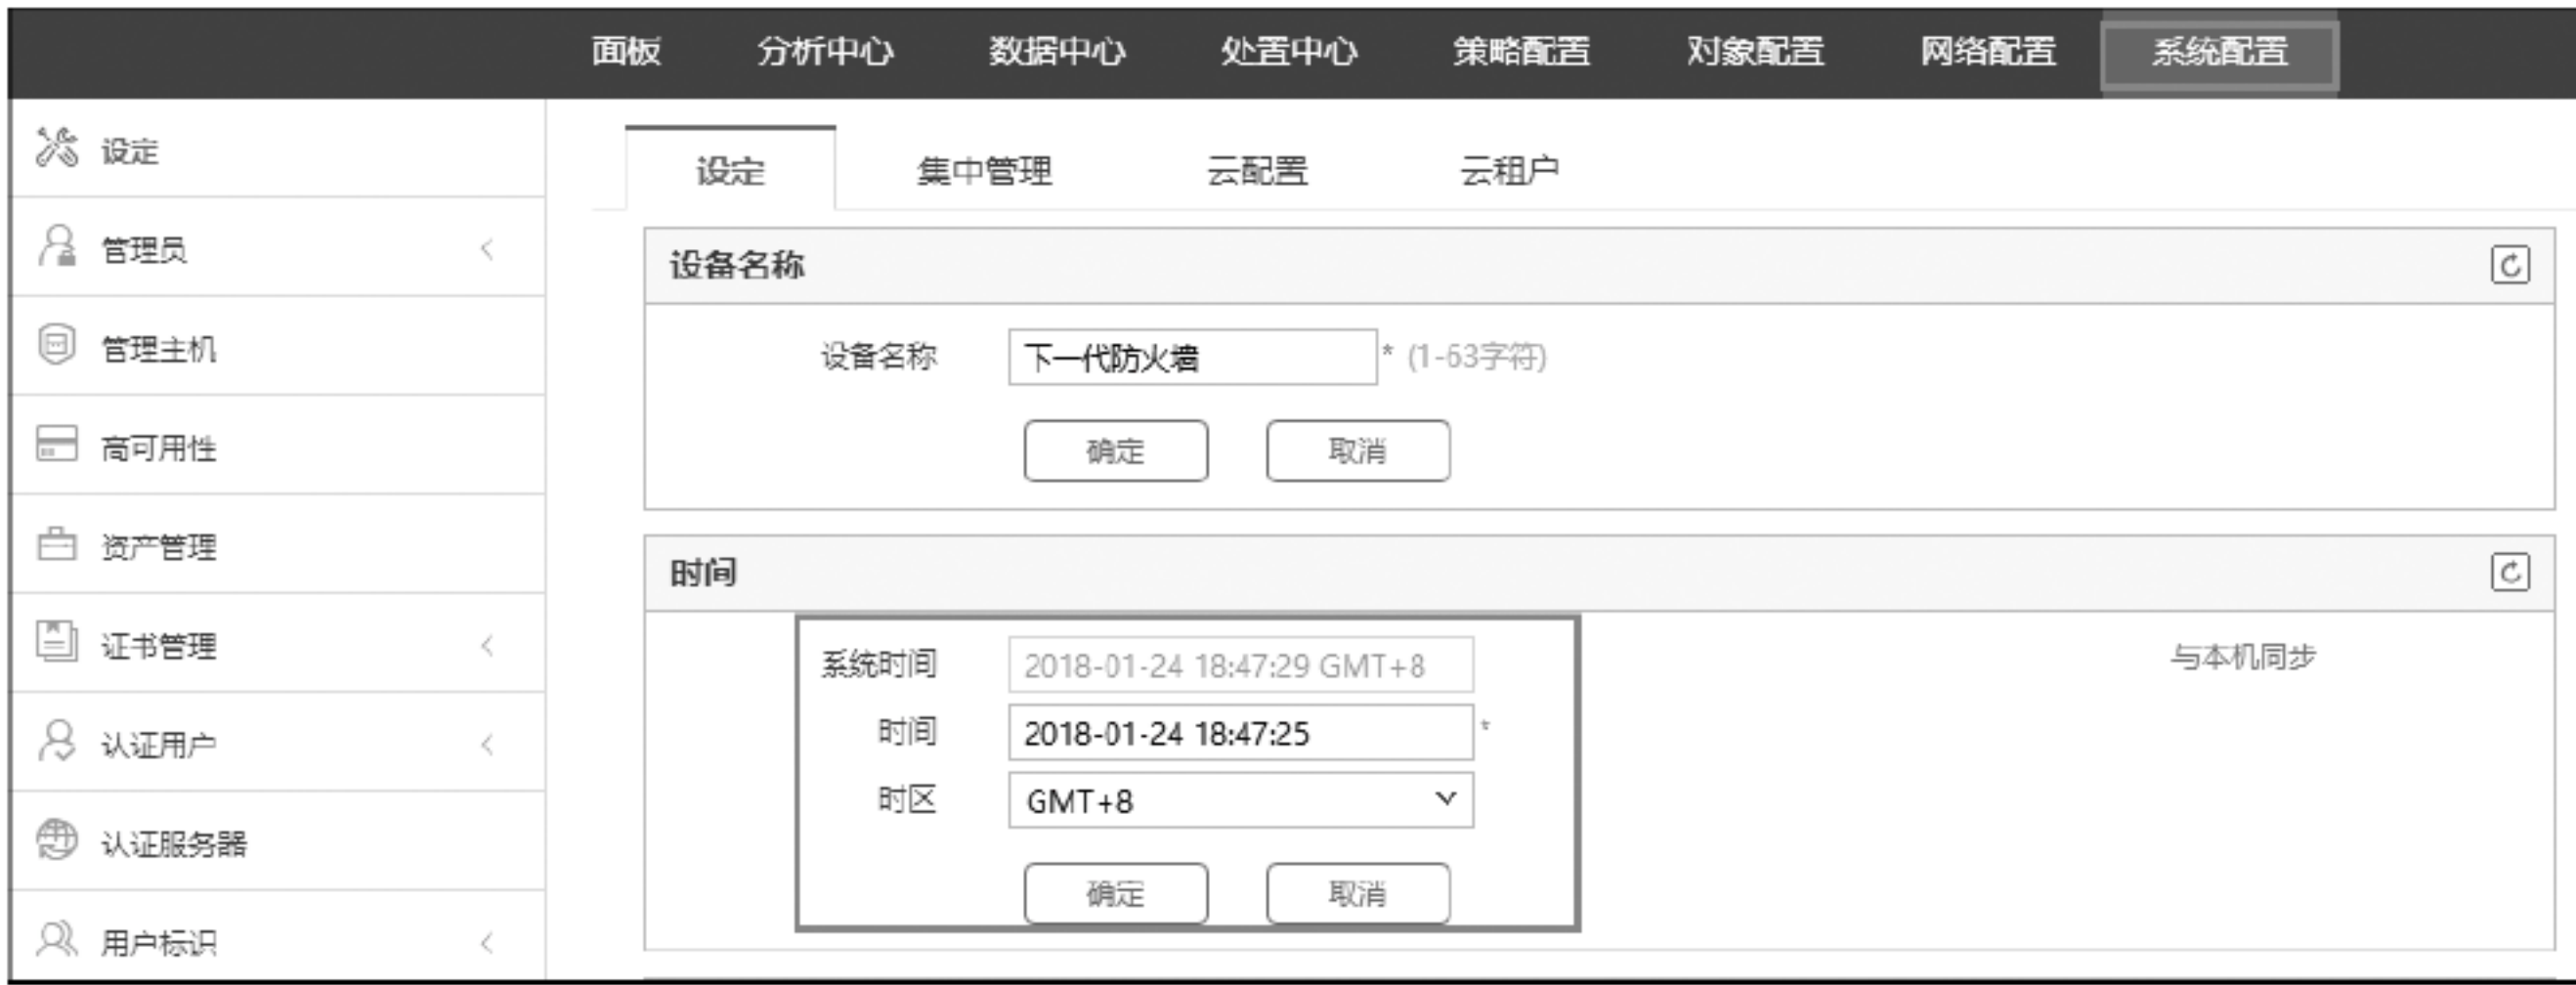 面板 分析中心 数据中心 处置中心 策略配置 对象配置 网络配置 系统配置
设定
管理员
管理主机
高可用性
资产管理
证书管理
认证用户
认证服务器
用户标识
设定 集中管理 云配置 云租户
设备名称
设备名称 下一代防火墙 * (1-63字符)
确定 取消
时间
系统时间 2018-01-24 18:47:29 GMT+8 与本机同步
时间 2018-01-24 18:47:25 *
时区 GMT+8
确定 取消